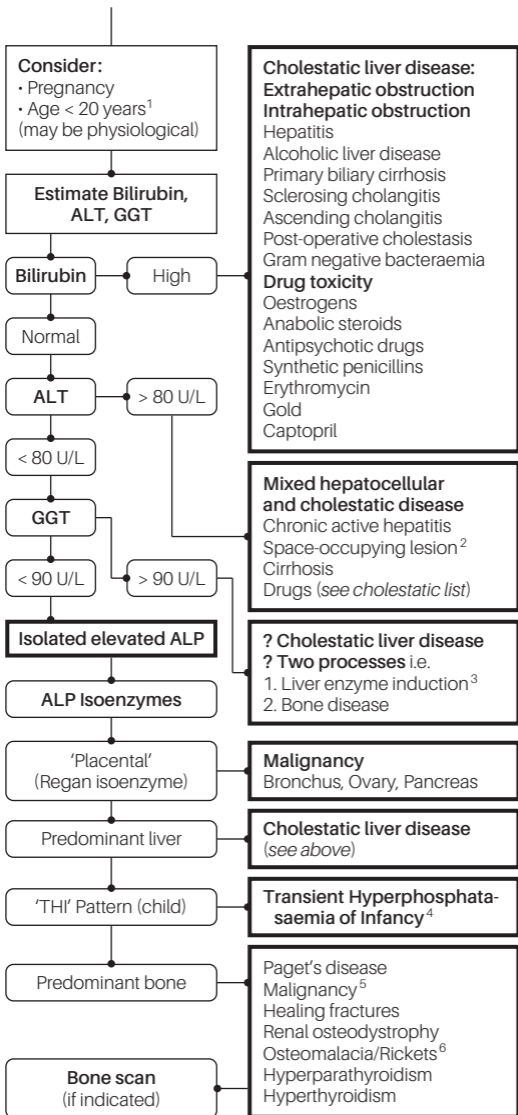 Consider:
• Pregnancy
• Age < 20 years1
(may be physiological)
Estimate Bilirubin,
ALT, GGT
Bilirubin
High
Cholestatic liver disease:
Extrahepatic obstruction
Intrahepatic obstruction
Hepatitis
Alcoholic liver disease
Primary biliary cirrhosis
Sclerosing cholangitis
Ascending cholangitis
Post-operative cholestasis
Gram negative bacteraemia
Drug toxicity
Oestrogens
Anabolic steroids
Antipsychotic drugs
Synthetic penicillins
Erythromycin
Gold
Captopril
Normal
ALT
> 80 U/L
Mixed hepatocellular
and cholestatic disease
Chronic active hepatitis
Space-occupying lesion2
Cirrhosis
Drugs (see cholestatic list)
< 80 U/L
GGT
< 90 U/L
> 90 U/L
? Cholestatic liver disease
? Two processes i.e.
1. Liver enzyme induction3
2. Bone disease
Isolated elevated ALP
ALP Isoenzymes
‘Placental’
(Regan isoenzyme)
Malignancy
Bronchus, Ovary, Pancreas
Predominant liver
Cholestatic liver disease
(see above)
‘THI’ Pattern (child)
Transient Hyperphosphata-
saemia of Infancy4
Predominant bone
Paget’s disease
Malignancy5
Healing fractures
Renal osteodystrophy
Osteomalacia/Rickets6
Hyperparathyroidism
Hyperthyroidism
Bone scan
(if indicated)